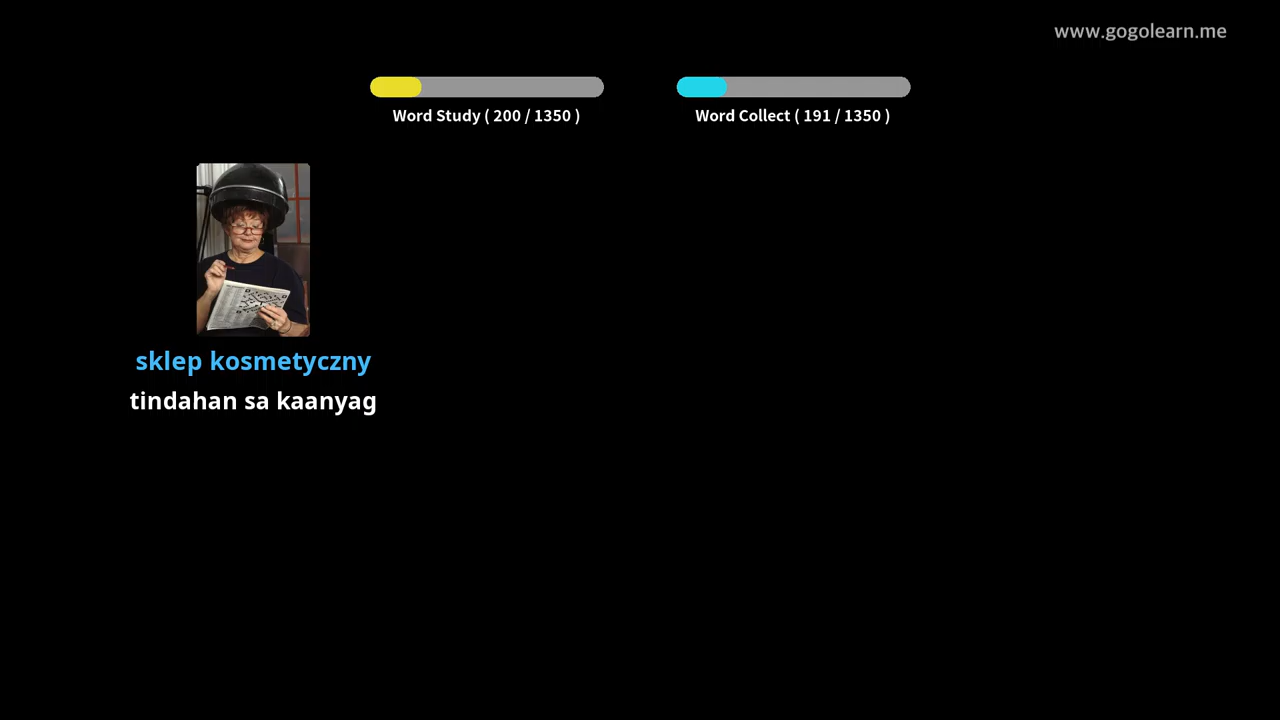 www.gogolearn.me
Word Study ( 200 / 1350 )
Word Collect ( 191 / 1350 )
sklep kosmetyczny
tindahan sa kaanyag